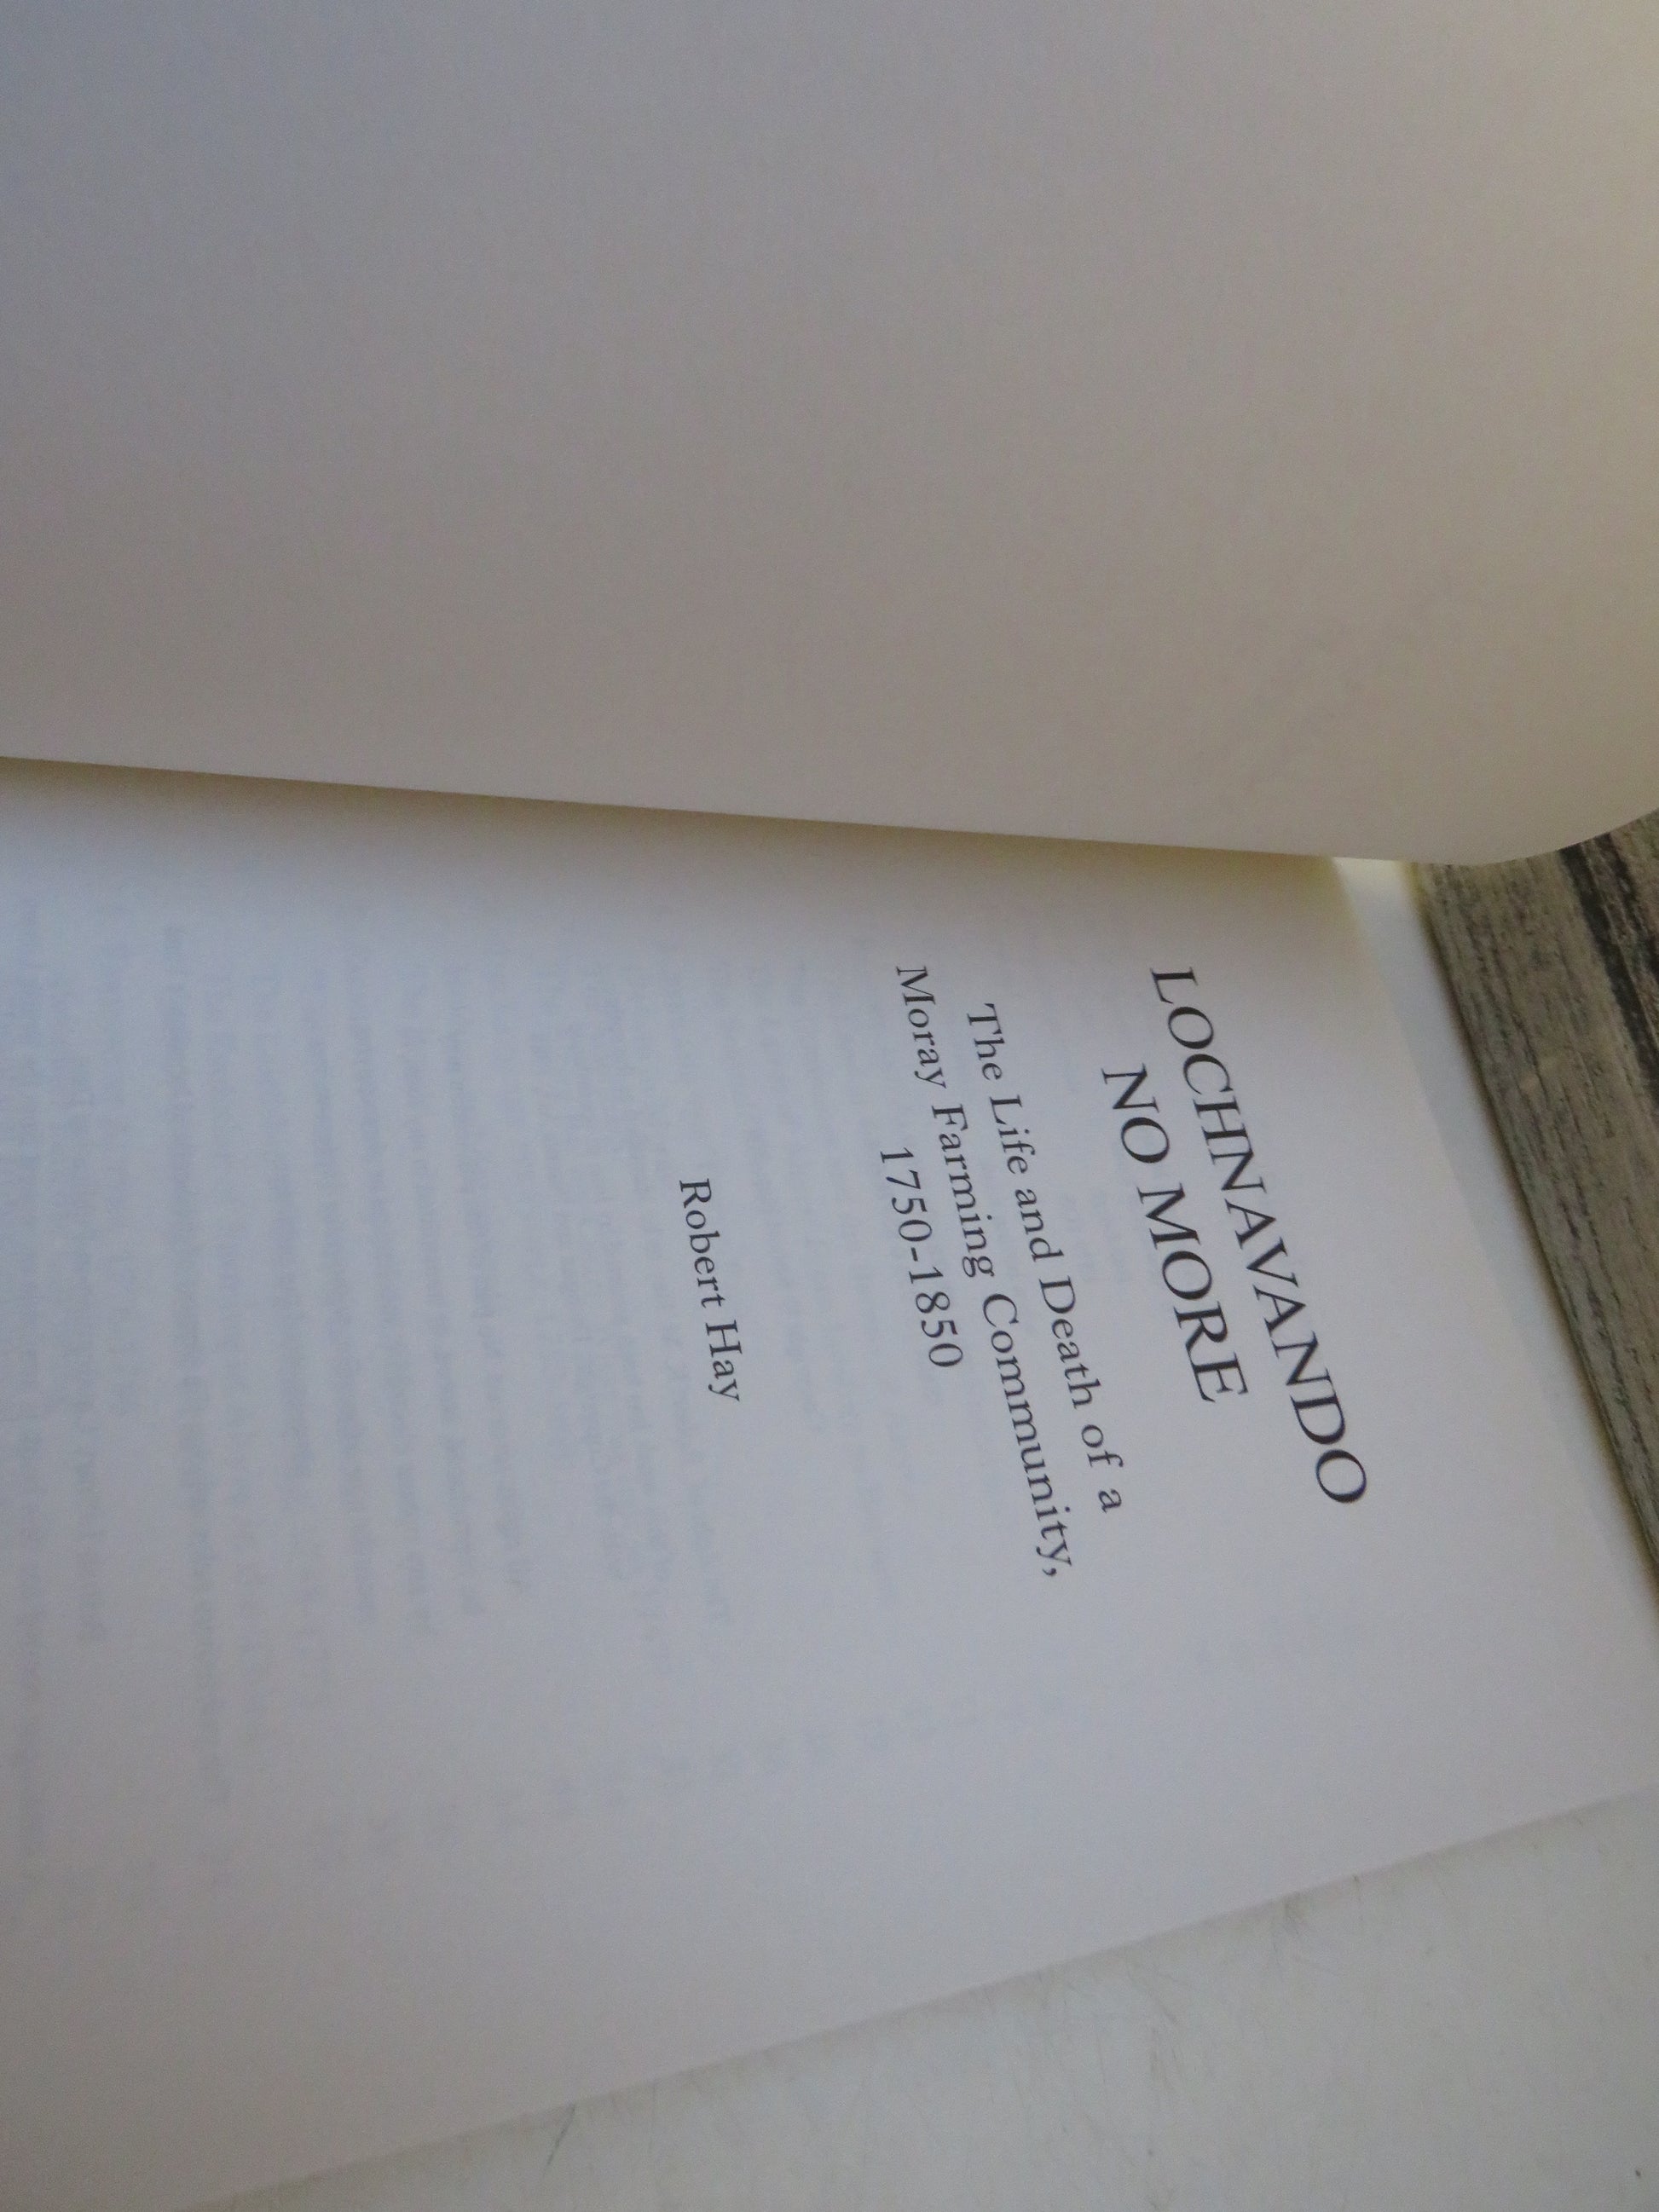 LOCHNAVANDO
NO MORE
The Life and Death of a
Moray Farming Community,
1750-1850
Robert Hay